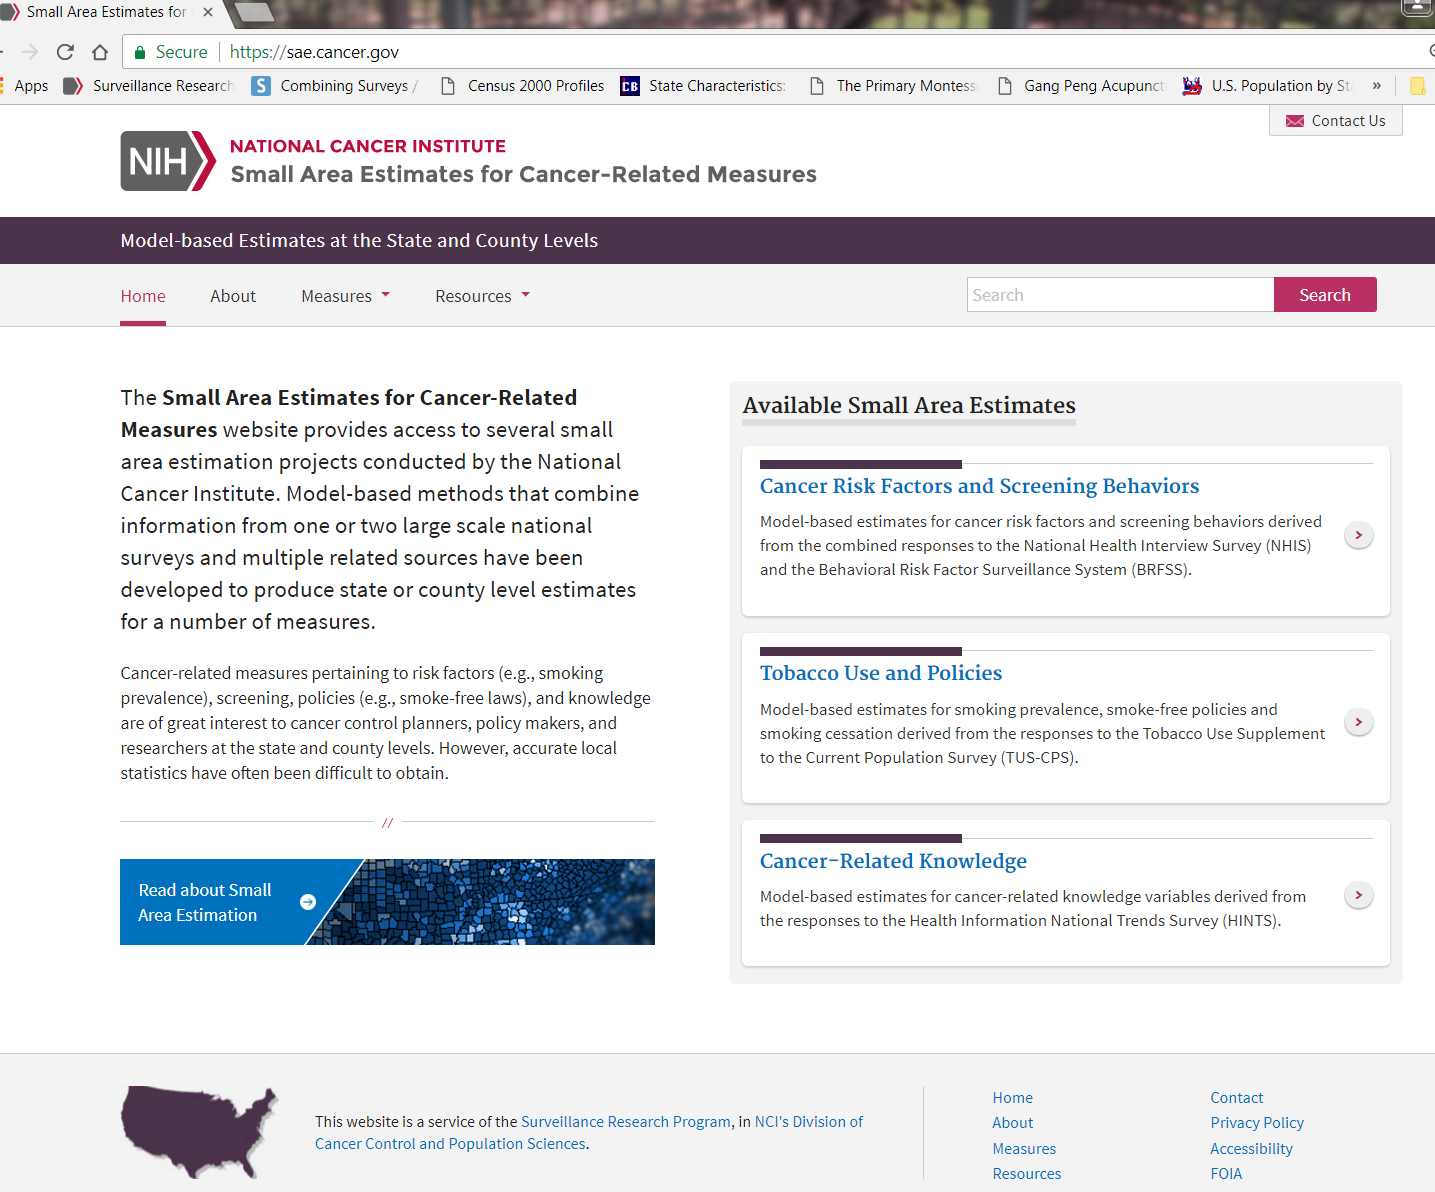 Small Area Estimates for
Secure
https://sae.cancer.gov
Apps
Surveillance Research
Combining Surveys /
Census 2000 Profiles
CB
State Characteristics:
The Primary Montess
Gang Peng Acupunct
U.S. Population by Sta
»
Contact Us
NIH
NATIONAL CANCER INSTITUTE
Small Area Estimates for Cancer-Related Measures
Model-based Estimates at the State and County Levels
Home
About
Measures
Resources
Search
Search
The Small Area Estimates for Cancer-Related
Measures website provides access to several small
area estimation projects conducted by the National
Cancer Institute. Model-based methods that combine
information from one or two large scale national
surveys and multiple related sources have been
developed to produce state or county level estimates
for a number of measures.
Cancer-related measures pertaining to risk factors (e.g., smoking
prevalence), screening, policies (e.g., smoke-free laws), and knowledge
are of great interest to cancer control planners, policy makers, and
researchers at the state and county levels. However, accurate local
statistics have often been difficult to obtain.
//
Read about Small
Area Estimation
Available Small Area Estimates
Cancer Risk Factors and Screening Behaviors
Model-based estimates for cancer risk factors and screening behaviors derived
from the combined responses to the National Health Interview Survey (NHIS)
and the Behavioral Risk Factor Surveillance System (BRFSS).
Tobacco Use and Policies
Model-based estimates for smoking prevalence, smoke-free policies and
smoking cessation derived from the responses to the Tobacco Use Supplement
to the Current Population Survey (TUS-CPS).
Cancer-Related Knowledge
Model-based estimates for cancer-related knowledge variables derived from
the responses to the Health Information National Trends Survey (HINTS).
This website is a service of the Surveillance Research Program, in NCI's Division of
Cancer Control and Population Sciences.
Home
About
Measures
Resources
Contact
Privacy Policy
Accessibility
FOIA